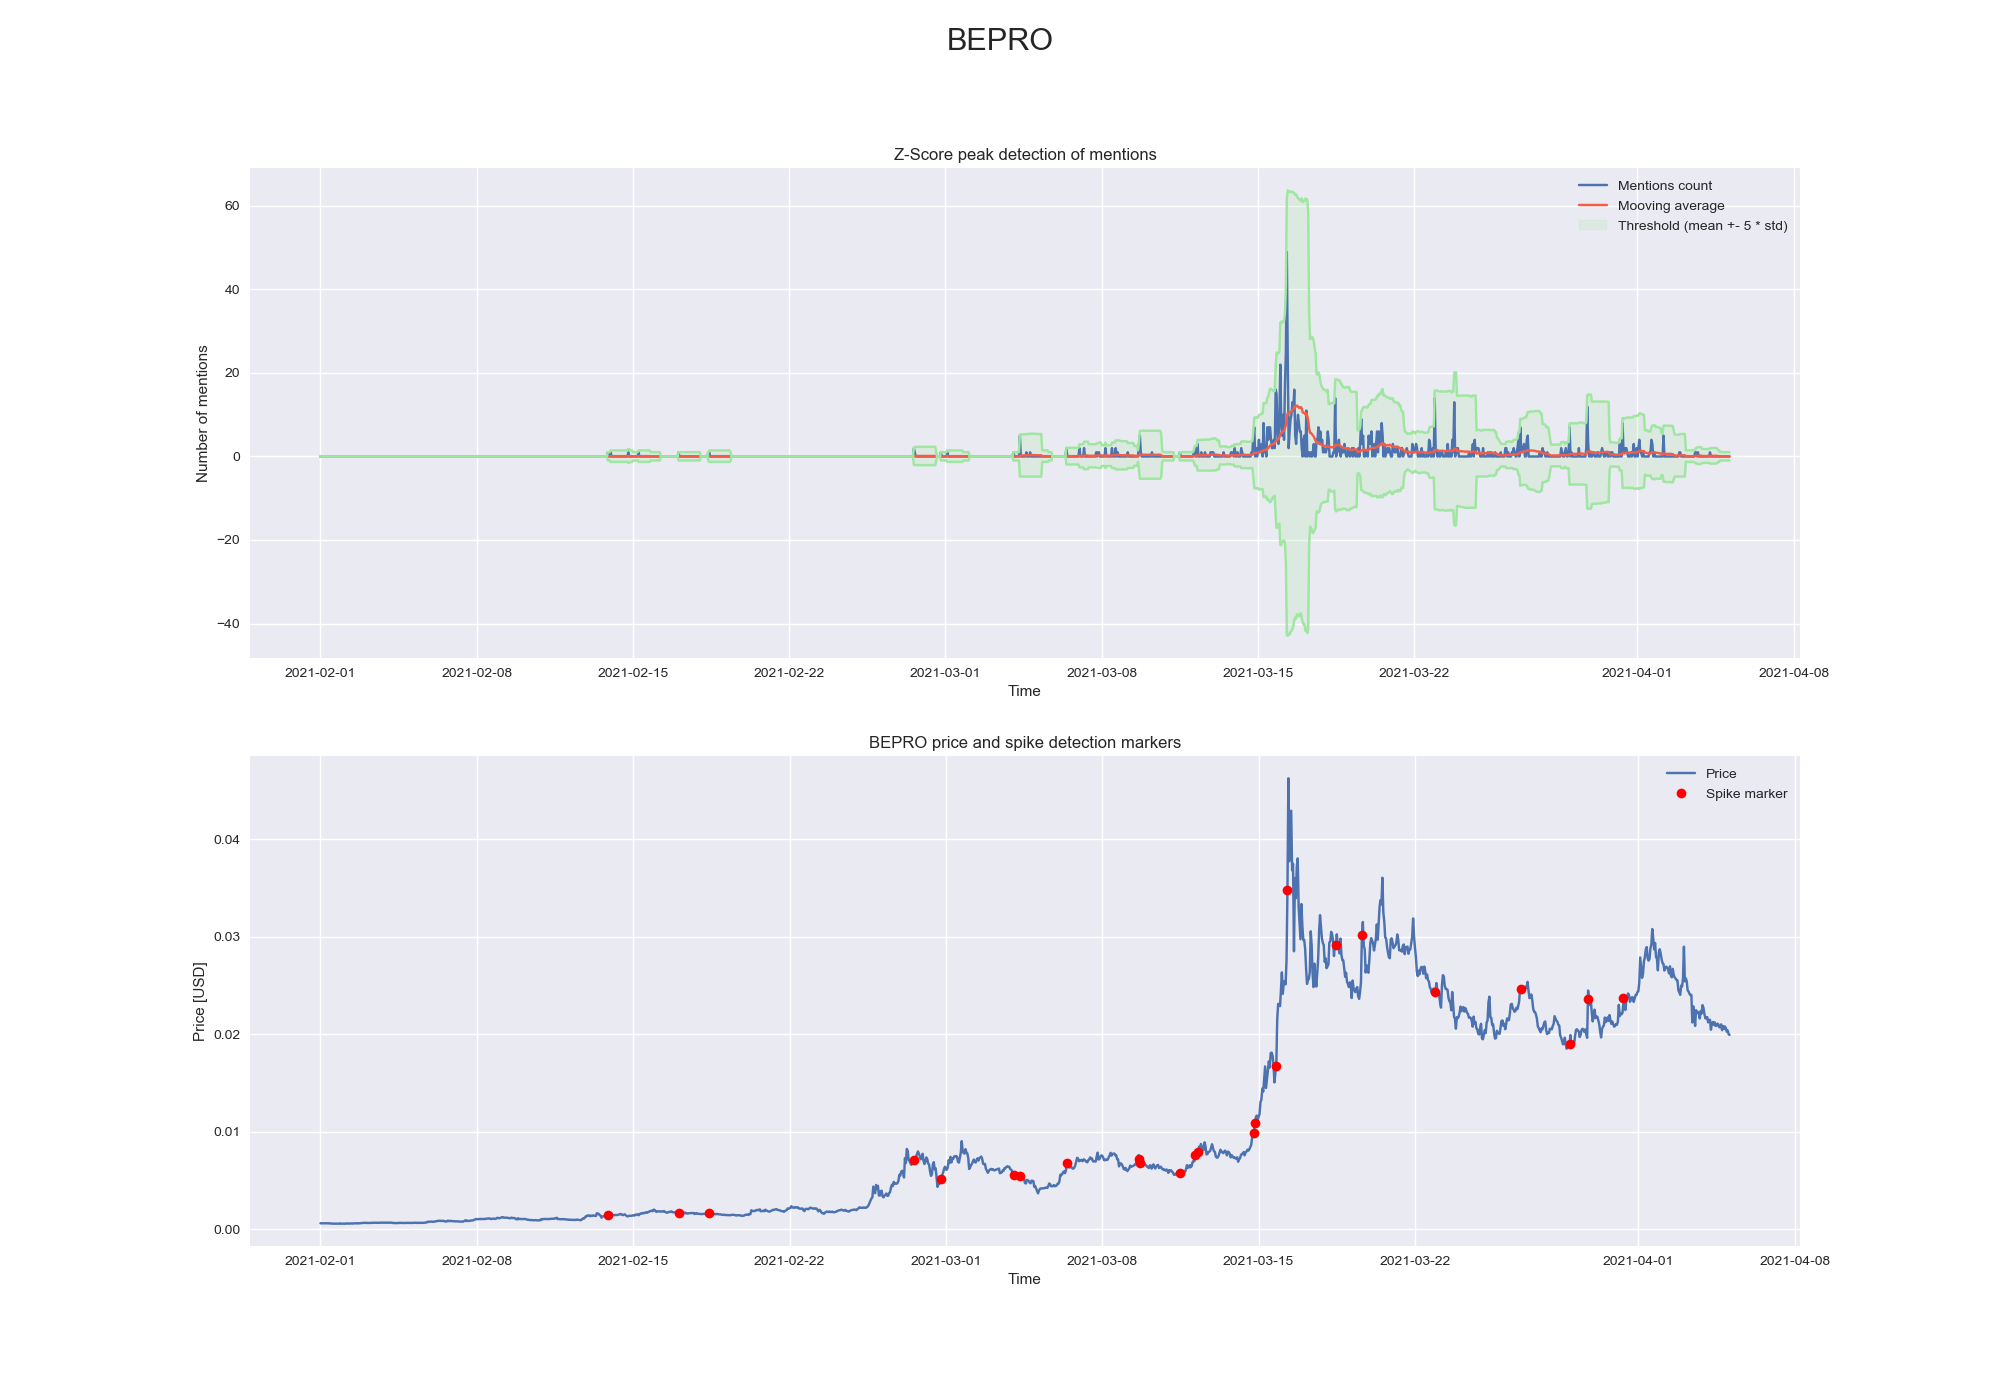 BEPRO
Z-Score peak detection of mentions
Mentions count
Mooving average
Threshold (mean +- 5 * std)
Number of mentions
60
40
20
0
−20
−40
2021-02-01
2021-02-08
2021-02-15
2021-02-22
2021-03-01
2021-03-08
2021-03-15
2021-03-22
2021-04-01
2021-04-08
Time
BEPRO price and spike detection markers
Price
Spike marker
Price [USD]
0.04
0.03
0.02
0.01
0.00
2021-02-01
2021-02-08
2021-02-15
2021-02-22
2021-03-01
2021-03-08
2021-03-15
2021-03-22
2021-04-01
2021-04-08
Time